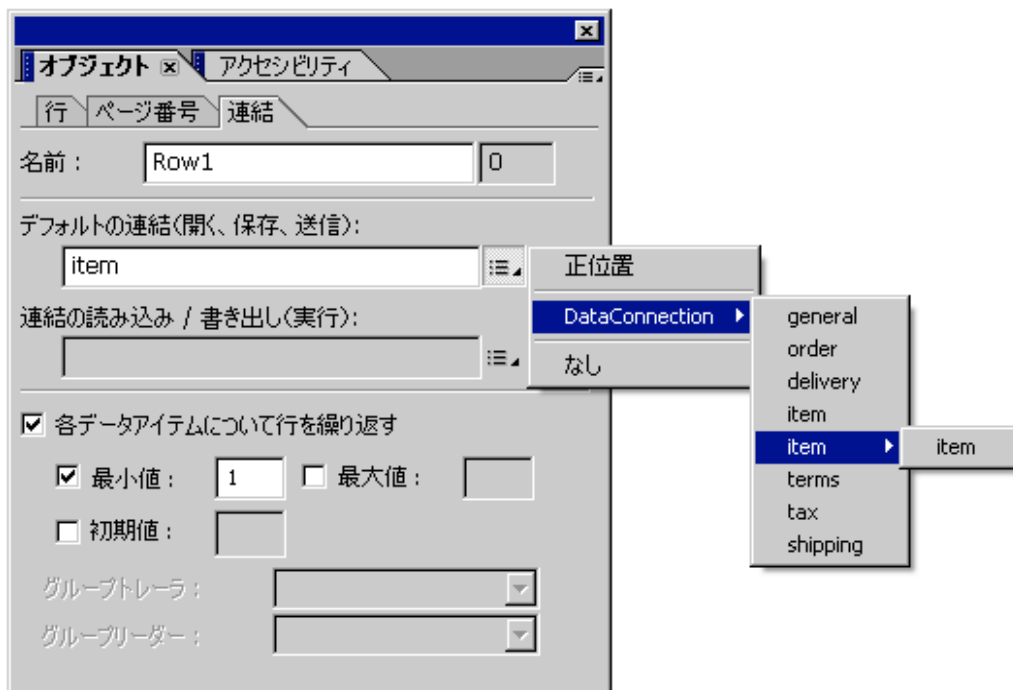 オブジェクト アクセシビリティ
行 ページ番号 連結
名前： Row1 0
デフォルトの連結(開く、保存、送信)：
item
連結の読み込み / 書き出し(実行)：
各データアイテムについて行を繰り返す
最小値： 1 最大値：
初期値：
グループトレーラ：
グループリーダー：
正位置
DataConnection
なし
general
order
delivery
item
item
terms
tax
shipping
item